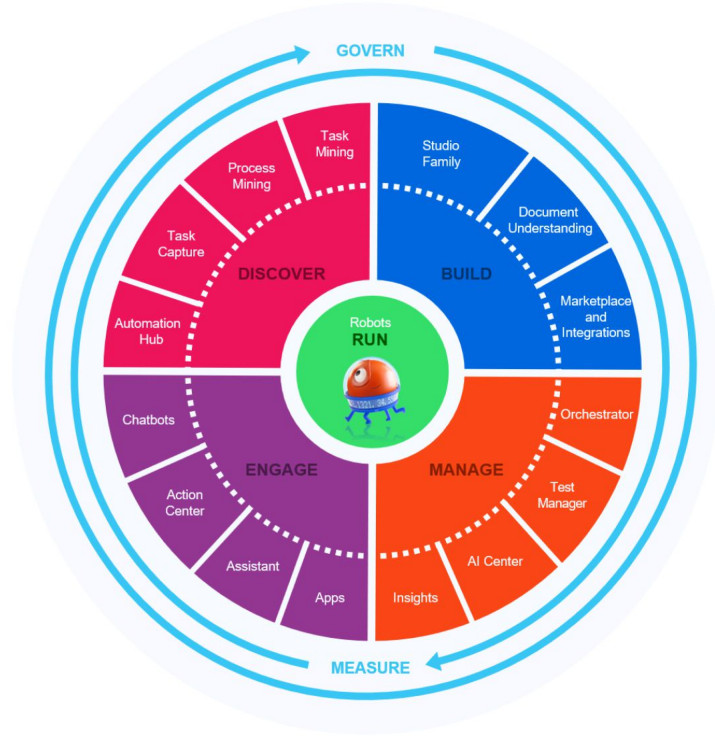 GOVERN
Task
Mining
Process
Mining
Task
Capture
Automation
Hub
DISCOVER
Studio
Family
Document
Understanding
Marketplace
and
Integrations
BUILD
Robots
RUN
Chatbots
Action
Center
Assistant
Apps
ENGAGE
Orchestrator
Test
Manager
AI Center
Insights
MANAGE
MEASURE